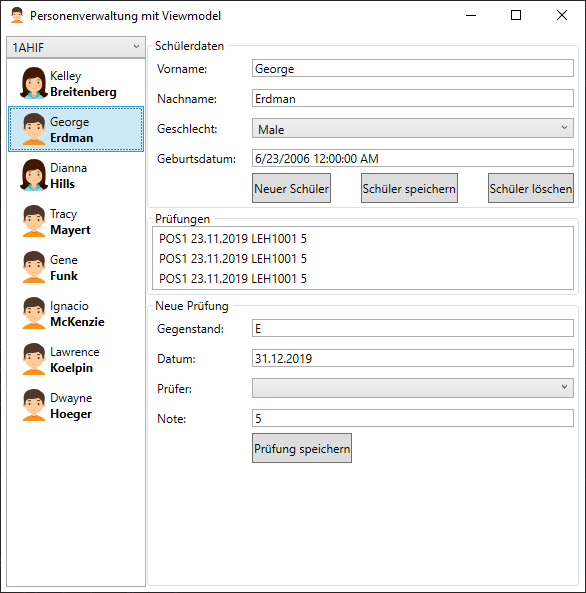 Personenverwaltung mit Viewmodel
1AHIF
Kelley
Breitenberg
George
Erdman
Dianna
Hills
Tracy
Mayert
Gene
Funk
Ignacio
McKenzie
Lawrence
Koelpin
Dwayne
Hoeger
Schülerdaten
Vorname: George
Nachname: Erdman
Geschlecht: Male
Geburtsdatum: 6/23/2006 12:00:00 AM
Neuer Schüler Schüler speichern Schüler löschen
Prüfungen
POS1 23.11.2019 LEH1001 5
POS1 23.11.2019 LEH1001 5
POS1 23.11.2019 LEH1001 5
Neue Prüfung
Gegenstand: E
Datum: 31.12.2019
Prüfer:
Note: 5
Prüfung speichern